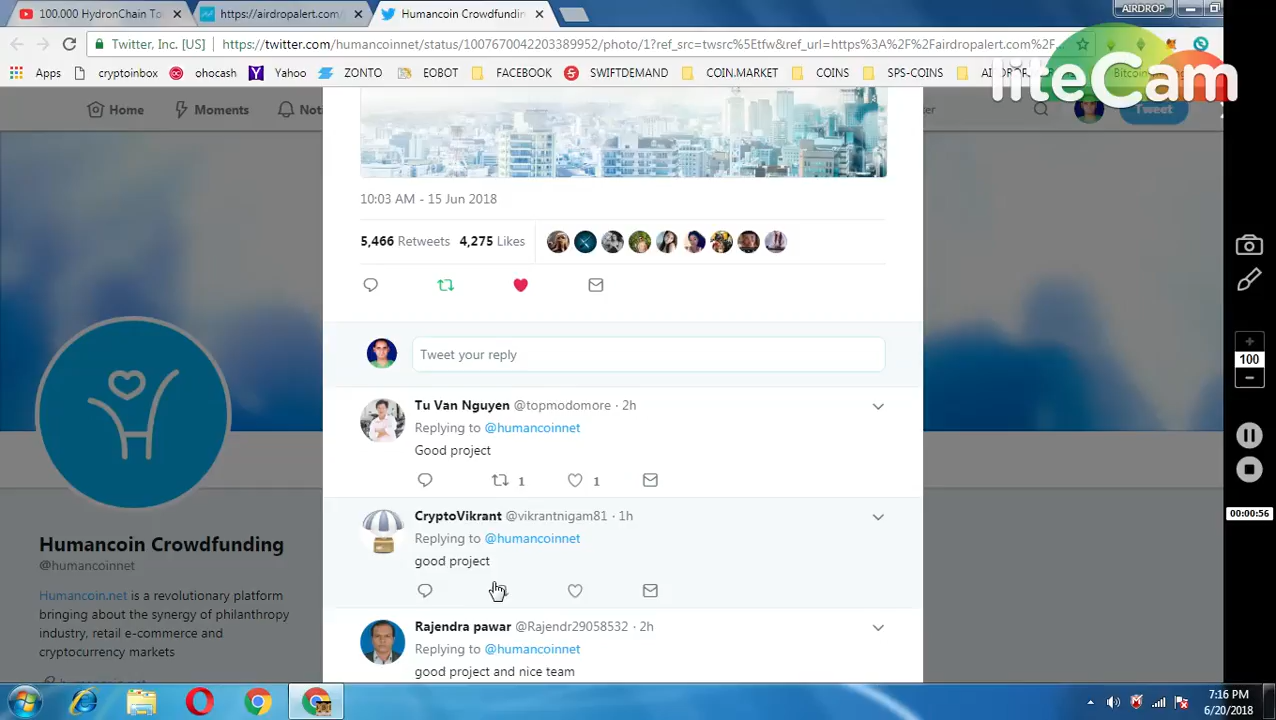 100.000 HydronChain To
https://airdropalert.com
Humancoin Crowdfundin
AIRDROP
Twitter, Inc. [US]
https://twitter.com/humancoinnet/status/1007670042203389952/photo/1?ref_src=twsrc%5Etfw&ref_url=https%3A%2F%2Fairdropalert.com%2F...
Apps
cryptoinbox
ohocash
Yahoo
ZONTO
EOBOT
FACEBOOK
SWIFTDEMAND
COIN.MARKET
COINS
SPS-COINS
liteCam
Home
Moments
Tweet
10:03 AM - 15 Jun 2018
5,466 Retweets 4,275 Likes
Tweet your reply
Tu Van Nguyen @topmodomore · 2h
Replying to @humancoinnet
Good project
1 1
CryptoVikrant @vikrantnigam81 · 1h
Replying to @humancoinnet
good project
Rajendra pawar @Rajendr29058532 · 2h
Replying to @humancoinnet
good project and nice team
Humancoin Crowdfunding
@humancoinnet
Humancoin.net is a revolutionary platform
bringing about the synergy of philanthropy
industry, retail e-commerce and
cryptocurrency markets
100
00:00:56
7:16 PM
6/20/2018